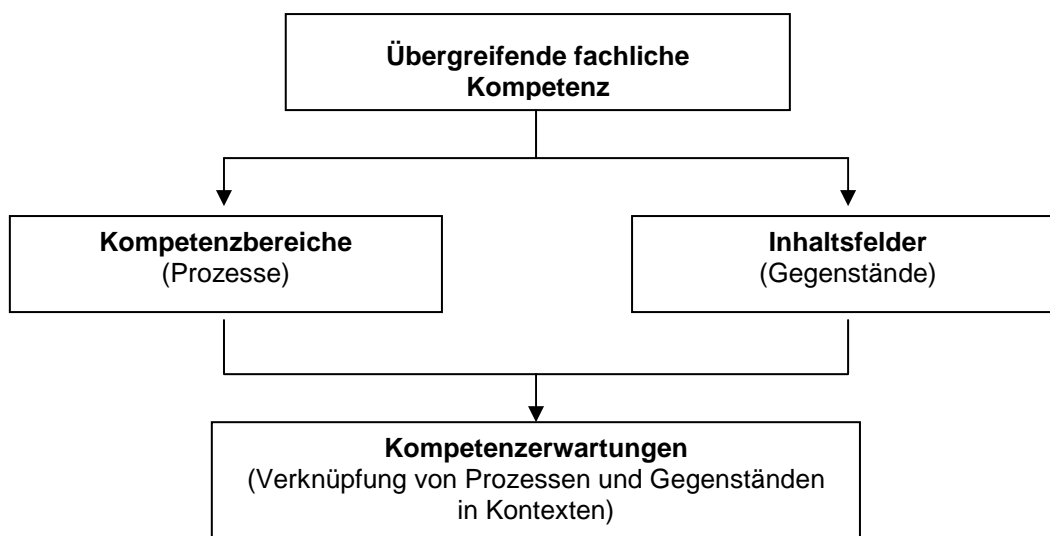 Übergreifende fachliche
Kompetenz
Kompetenzbereiche
(Prozesse)
Inhaltsfelder
(Gegenstände)
Kompetenzerwartungen
(Verknüpfung von Prozessen und Gegenständen
in Kontexten)